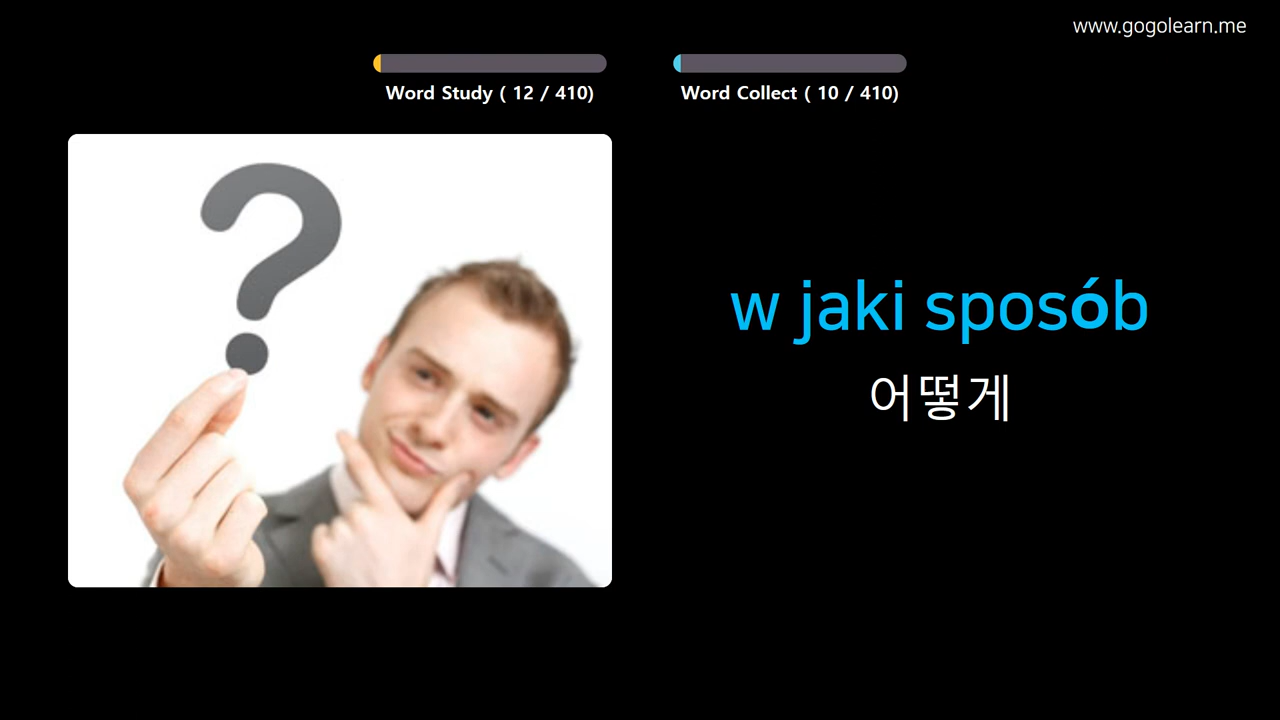 www.gogolearn.me
Word Study ( 12 / 410)
Word Collect ( 10 / 410)
?
w jaki sposób
어떻게